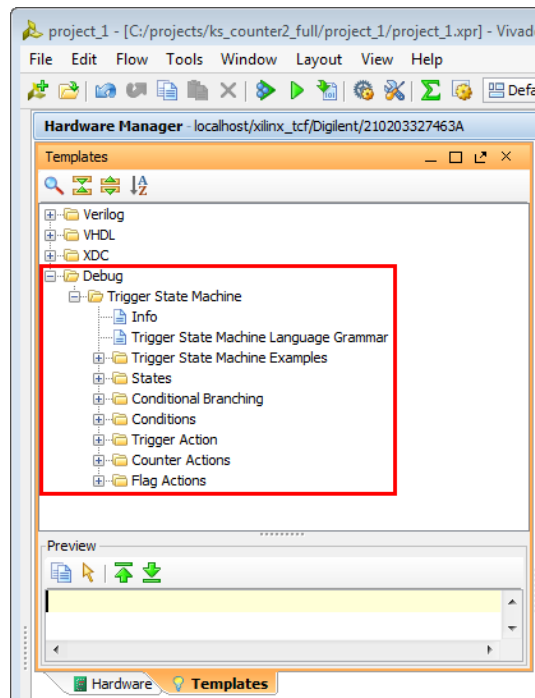 project_1 - [C:/projects/ks_counter2_full/project_1/project_1.xpr] - Vivad
File Edit Flow Tools Window Layout View Help
Defa
Hardware Manager - localhost/xilinx_tcf/Digilent/210203327463A
Templates
Verilog
VHDL
XDC
Debug
Trigger State Machine
Info
Trigger State Machine Language Grammar
Trigger State Machine Examples
States
Conditional Branching
Conditions
Trigger Action
Counter Actions
Flag Actions
Preview
Hardware Templates